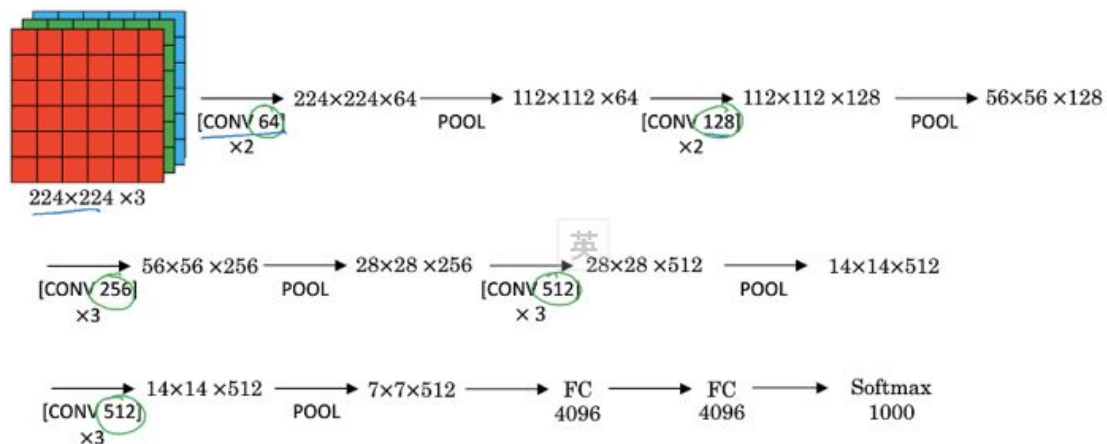 224×224×64 112×112 ×64 112×112 ×128 56×56 ×128
[CONV 64] POOL [CONV 128] POOL
×2 ×2
224×224 ×3
英
56×56 ×256 28×28 ×256 28×28 ×512 14×14×512
[CONV 256] POOL [CONV 512] POOL
×3 × 3
14×14 ×512 7×7×512 FC FC Softmax
[CONV 512] POOL 4096 4096 1000
×3